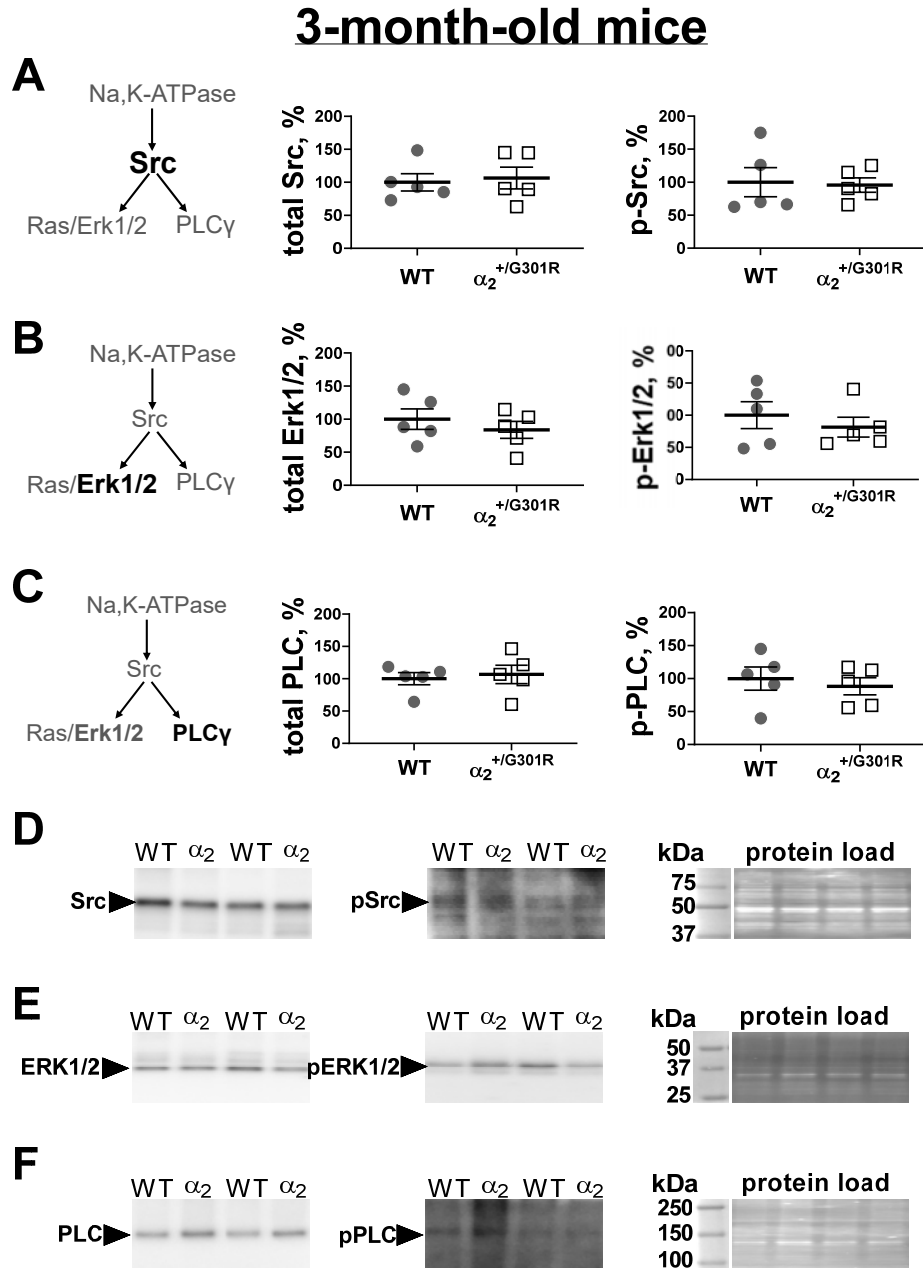 3-month-old mice
A
Na,K-ATPase
Src
Ras/Erk1/2 PLCγ
total Src, %
200
150
100
50
0
WT α2+/G301R
p-Src, %
200
150
100
50
0
WT α2+/G301R
B
Na,K-ATPase
Src
Ras/Erk1/2 PLCγ
total Erk1/2, %
200
150
100
50
0
WT α2+/G301R
p-Erk1/2, %
00
50
00
50
0
WT α2+/G301R
C
Na,K-ATPase
Src
Ras/Erk1/2 PLCγ
total PLC, %
200
150
100
50
0
WT α2+/G301R
p-PLC, %
200
150
100
50
0
WT α2+/G301R
D
WT α2 WT α2
Src
WT α2 WT α2
pSrc
kDa protein load
75
50
37
E
WT α2 WT α2
ERK1/2
WT α2 WT α2
pERK1/2
kDa protein load
50
37
25
F
WT α2 WT α2
PLC
WT α2 WT α2
pPLC
kDa protein load
250
150
100